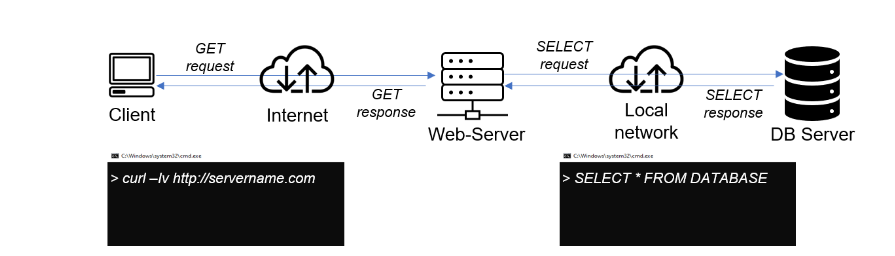 GET
request
SELECT
request
Client
Internet
GET
response
Web-Server
Local
network
SELECT
response
DB Server
C:\Windows\system32\cmd.exe
> curl –Iv http://servername.com
C:\Windows\system32\cmd.exe
> SELECT * FROM DATABASE